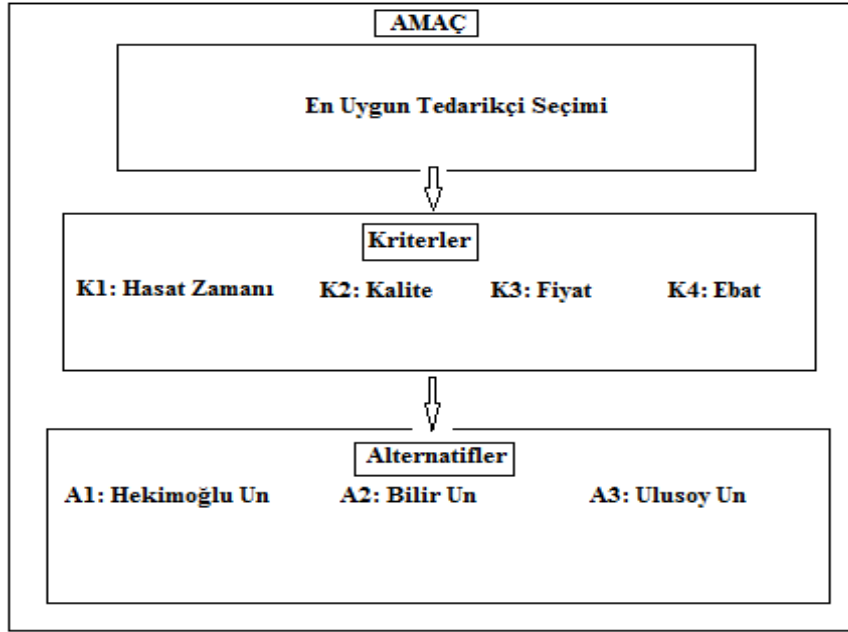 AMAÇ
En Uygun Tedarikçi Seçimi
Kriterler
K1: Hasat Zamanı K2: Kalite K3: Fiyat K4: Ebat
Alternatifler
A1: Hekimoğlu Un A2: Bilir Un A3: Ulusoy Un